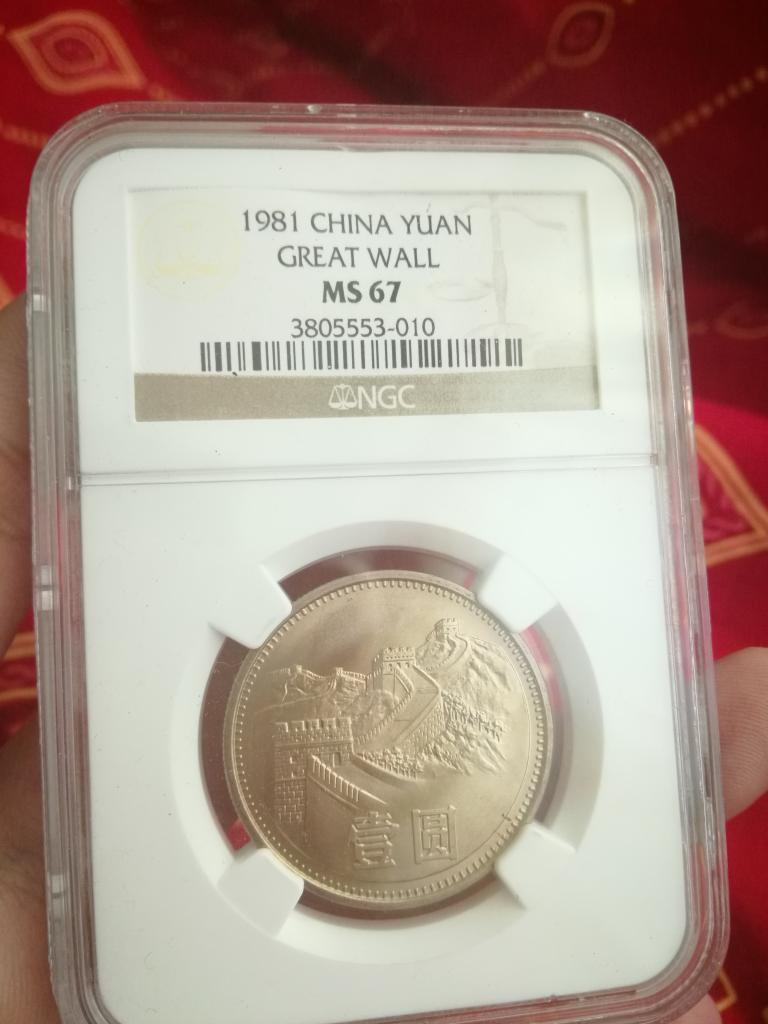 1981 CHINA YUAN
GREAT WALL
MS 67
3805553-010
NGC
壹圆